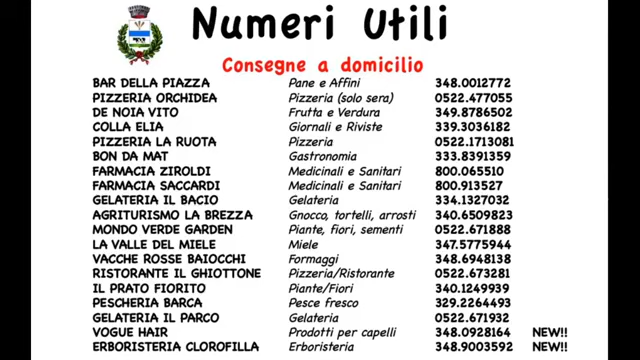 Numeri Utili
Consegne a domicilio
BAR DELLA PIAZZA Pane e Affini 348.0012772
PIZZERIA ORCHIDEA Pizzeria (solo sera) 0522.477055
DE NOIA VITO Frutta e Verdura 349.8786502
COLLA ELIA Giornali e Riviste 339.3036182
PIZZERIA LA RUOTA Pizzeria 0522.1713081
BON DA MAT Gastronomia 333.8391359
FARMACIA ZIROLDI Medicinali e Sanitari 800.065510
FARMACIA SACCARDI Medicinali e Sanitari 800.913527
GELATERIA IL BACIO Gelateria 334.1327032
AGRITURISMO LA BREZZA Gnocco, tortelli, arrosti 340.6509823
MONDO VERDE GARDEN Piante, fiori, sementi 0522.671888
LA VALLE DEL MIELE Miele 347.5775944
VACCHE ROSSE BAIOCCHI Formaggi 348.6948138
RISTORANTE IL GHIOTTONE Pizzeria/Ristorante 0522.673281
IL PRATO FIORITO Piante/Fiori 340.1249939
PESCHERIA BARCA Pesce fresco 329.2264493
GELATERIA IL PARCO Gelateria 0522.671932
VOGUE HAIR Prodotti per capelli 348.0928164 NEW!!
ERBORISTERIA CLOROFILLA Erboristeria 348.9003592 NEW!!